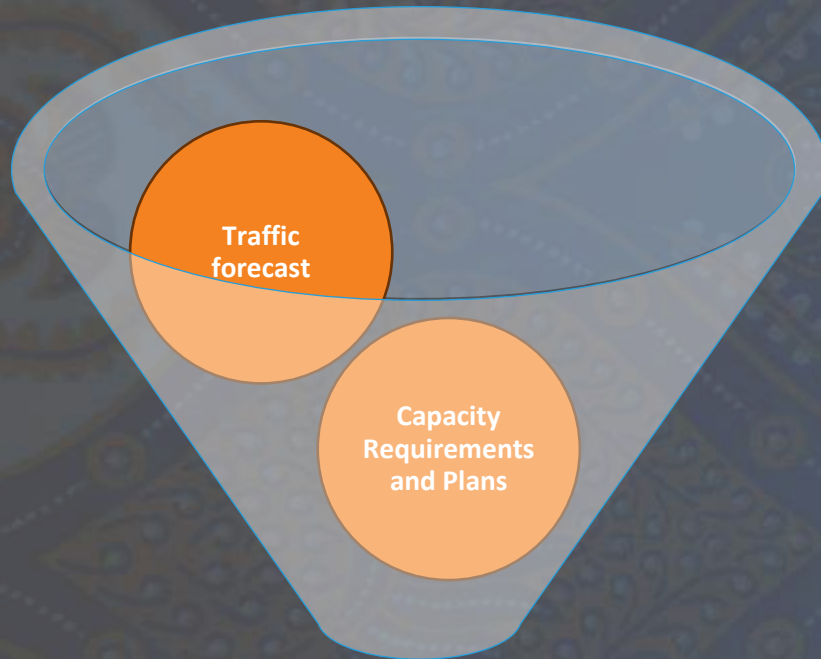 Traffic
forecast
Capacity
Requirements
and Plans